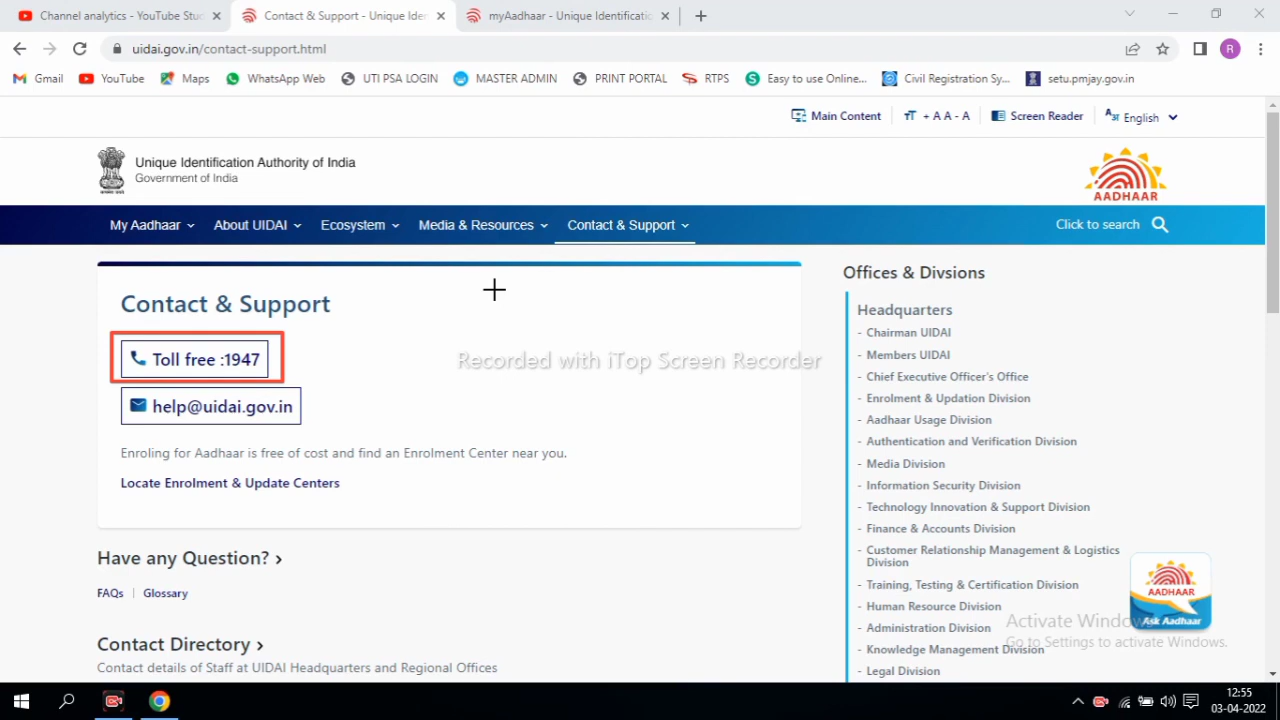 Channel analytics - YouTube Stu
Contact & Support - Unique Iden
myAadhaar - Unique Identificatio
uidai.gov.in/contact-support.html
R
Gmail
YouTube
Maps
WhatsApp Web
UTI PSA LOGIN
MASTER ADMIN
PRINT PORTAL
RTPS
Easy to use Online...
Civil Registration Sy...
setu.pmjay.gov.in
Main Content
+ A A - A
Screen Reader
English
Unique Identification Authority of India
Government of India
AADHAAR
My Aadhaar
About UIDAI
Ecosystem
Media & Resources
Contact & Support
Click to search
Contact & Support
Toll free :1947
help@uidai.gov.in
Enroling for Aadhaar is free of cost and find an Enrolment Center near you.
Locate Enrolment & Update Centers
Recorded with iTop Screen Recorder
Have any Question? ›
FAQs
Glossary
Contact Directory ›
Contact details of Staff at UIDAI Headquarters and Regional Offices
Offices & Divsions
Headquarters
- Chairman UIDAI
- Members UIDAI
- Chief Executive Officer's Office
- Enrolment & Updation Division
- Aadhaar Usage Division
- Authentication and Verification Division
- Media Division
- Information Security Division
- Technology Innovation & Support Division
- Finance & Accounts Division
- Customer Relationship Management & Logistics
Division
- Training, Testing & Certification Division
- Human Resource Division
- Administration Division
- Knowledge Management Division
- Legal Division
AADHAAR
Ask Aadhaar
Activate Windows
Go to Settings to activate Windows.
12:55
03-04-2022